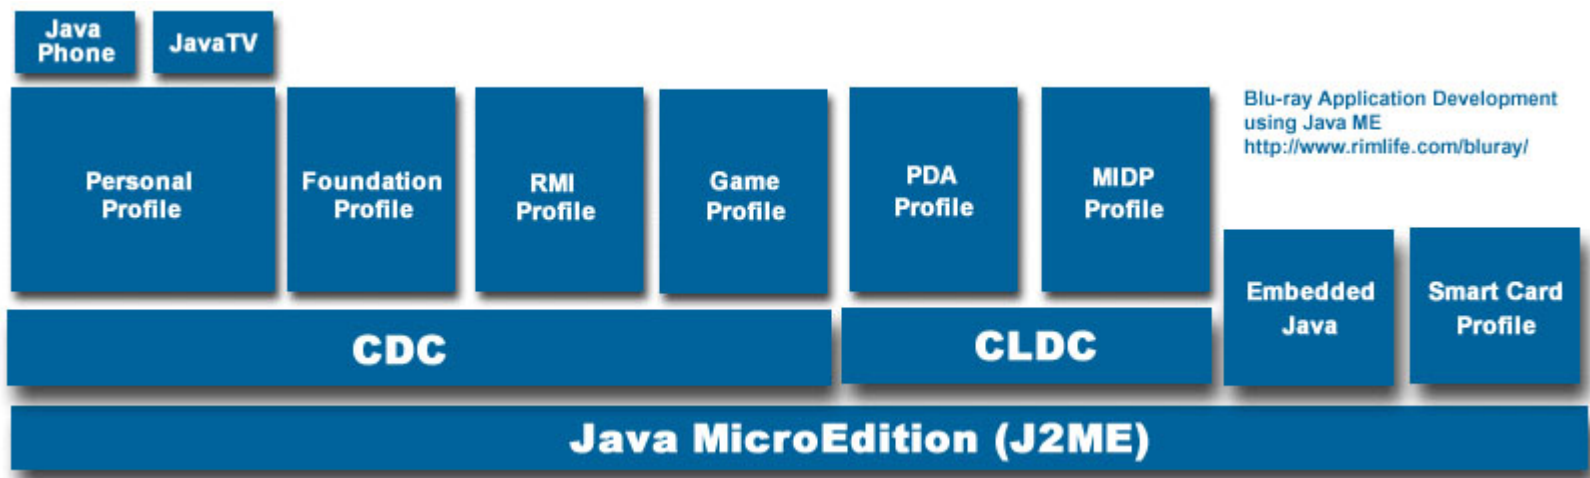 Java
Phone
JavaTV
Blu-ray Application Development
using Java ME
http://www.rimlife.com/bluray/
Personal
Profile
Foundation
Profile
RMI
Profile
Game
Profile
PDA
Profile
MIDP
Profile
Embedded
Java
Smart Card
Profile
CDC
CLDC
Java MicroEdition (J2ME)